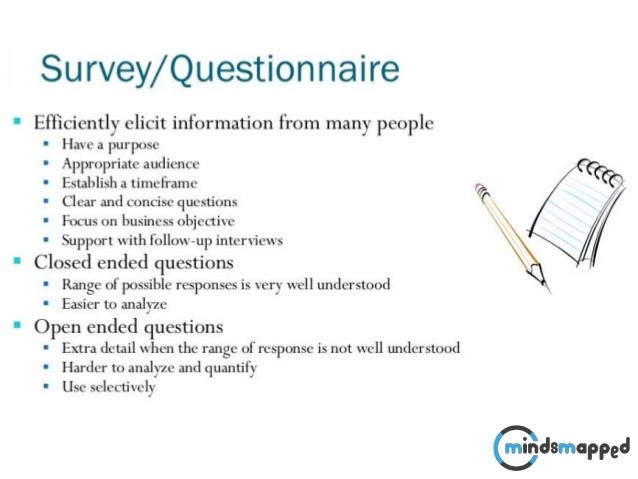 Survey/Questionnaire
Efficiently elicit information from many people
Have a purpose
Appropriate audience
Establish a timeframe
Clear and concise questions
Focus on business objective
Support with follow-up interviews
Closed ended questions
Range of possible responses is very well understood
Easier to analyze
Open ended questions
Extra detail when the range of response is not well understood
Harder to analyze and quantify
Use selectively
mindsmapped